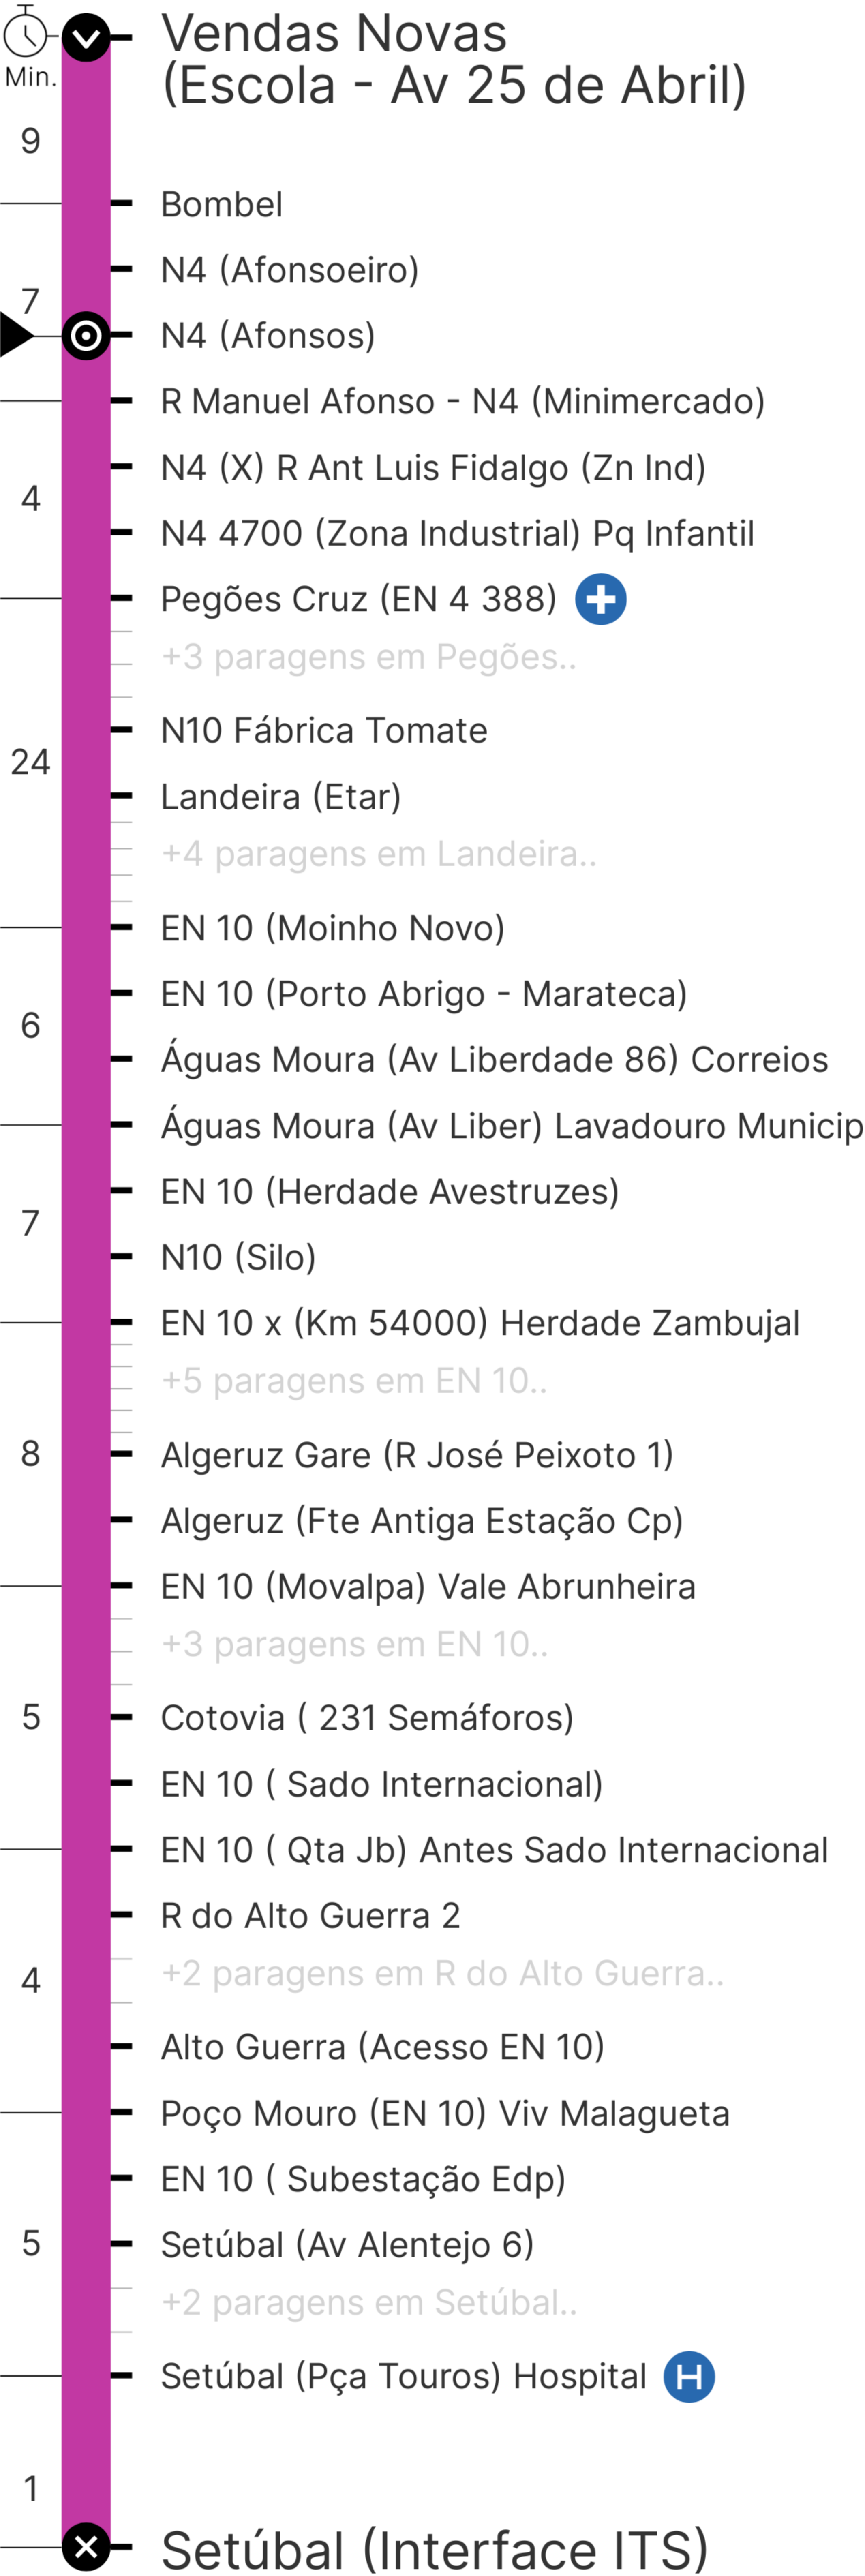 Vendas Novas
(Escola - Av 25 de Abril)
Min.
9
Bombel
N4 (Afonsoeiro)
7
N4 (Afonsos)
R Manuel Afonso - N4 (Minimercado)
N4 (X) R Ant Luis Fidalgo (Zn Ind)
4
N4 4700 (Zona Industrial) Pq Infantil
Pegões Cruz (EN 4 388)
+3 paragens em Pegões..
N10 Fábrica Tomate
24
Landeira (Etar)
+4 paragens em Landeira..
EN 10 (Moinho Novo)
EN 10 (Porto Abrigo - Marateca)
6
Águas Moura (Av Liberdade 86) Correios
Águas Moura (Av Liber) Lavadouro Municip
EN 10 (Herdade Avestruzes)
7
N10 (Silo)
EN 10 x (Km 54000) Herdade Zambujal
+5 paragens em EN 10..
8
Algeruz Gare (R José Peixoto 1)
Algeruz (Fte Antiga Estação Cp)
EN 10 (Movalpa) Vale Abrunheira
+3 paragens em EN 10..
5
Cotovia ( 231 Semáforos)
EN 10 ( Sado Internacional)
EN 10 ( Qta Jb) Antes Sado Internacional
R do Alto Guerra 2
+2 paragens em R do Alto Guerra..
4
Alto Guerra (Acesso EN 10)
Poço Mouro (EN 10) Viv Malagueta
EN 10 ( Subestação Edp)
5
Setúbal (Av Alentejo 6)
+2 paragens em Setúbal..
Setúbal (Pça Touros) Hospital H
1
Setúbal (Interface ITS)